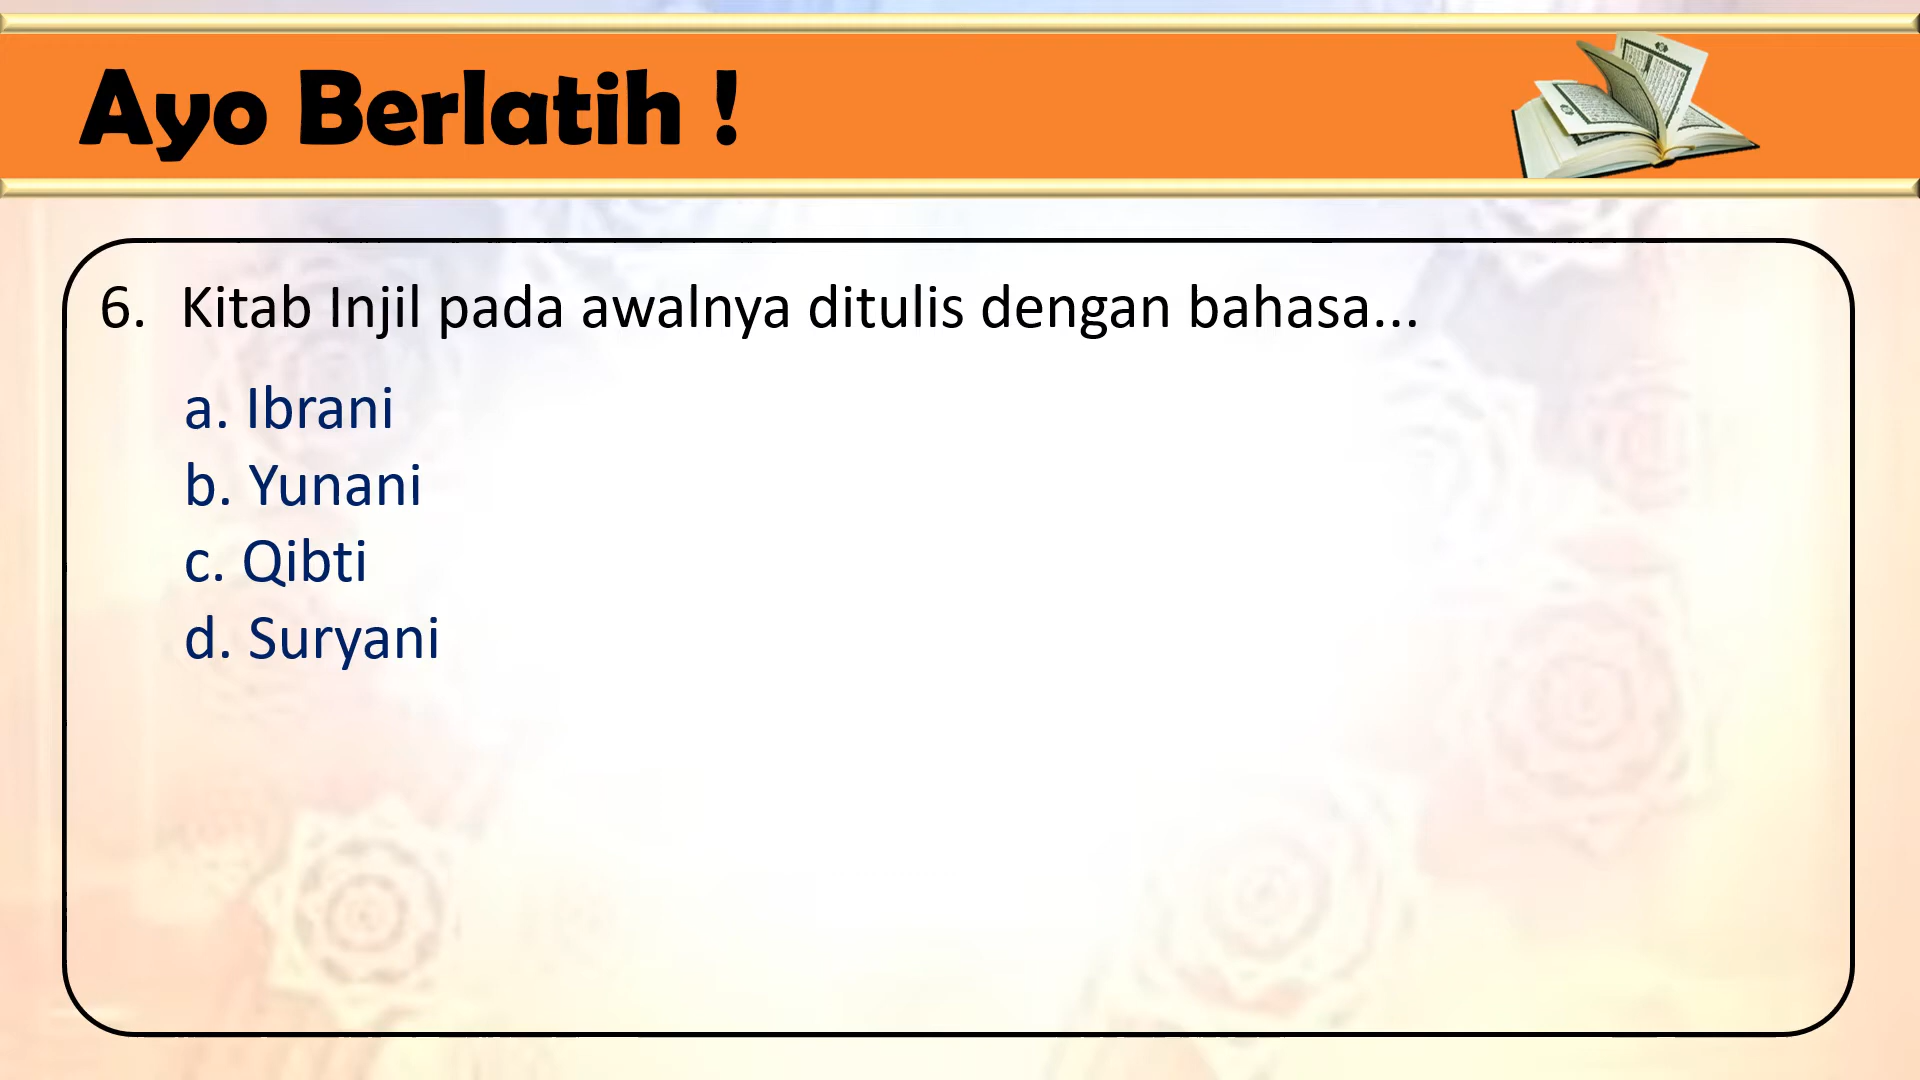 Ayo Berlatih !
6. Kitab Injil pada awalnya ditulis dengan bahasa...
a. Ibrani
b. Yunani
c. Qibti
d. Suryani